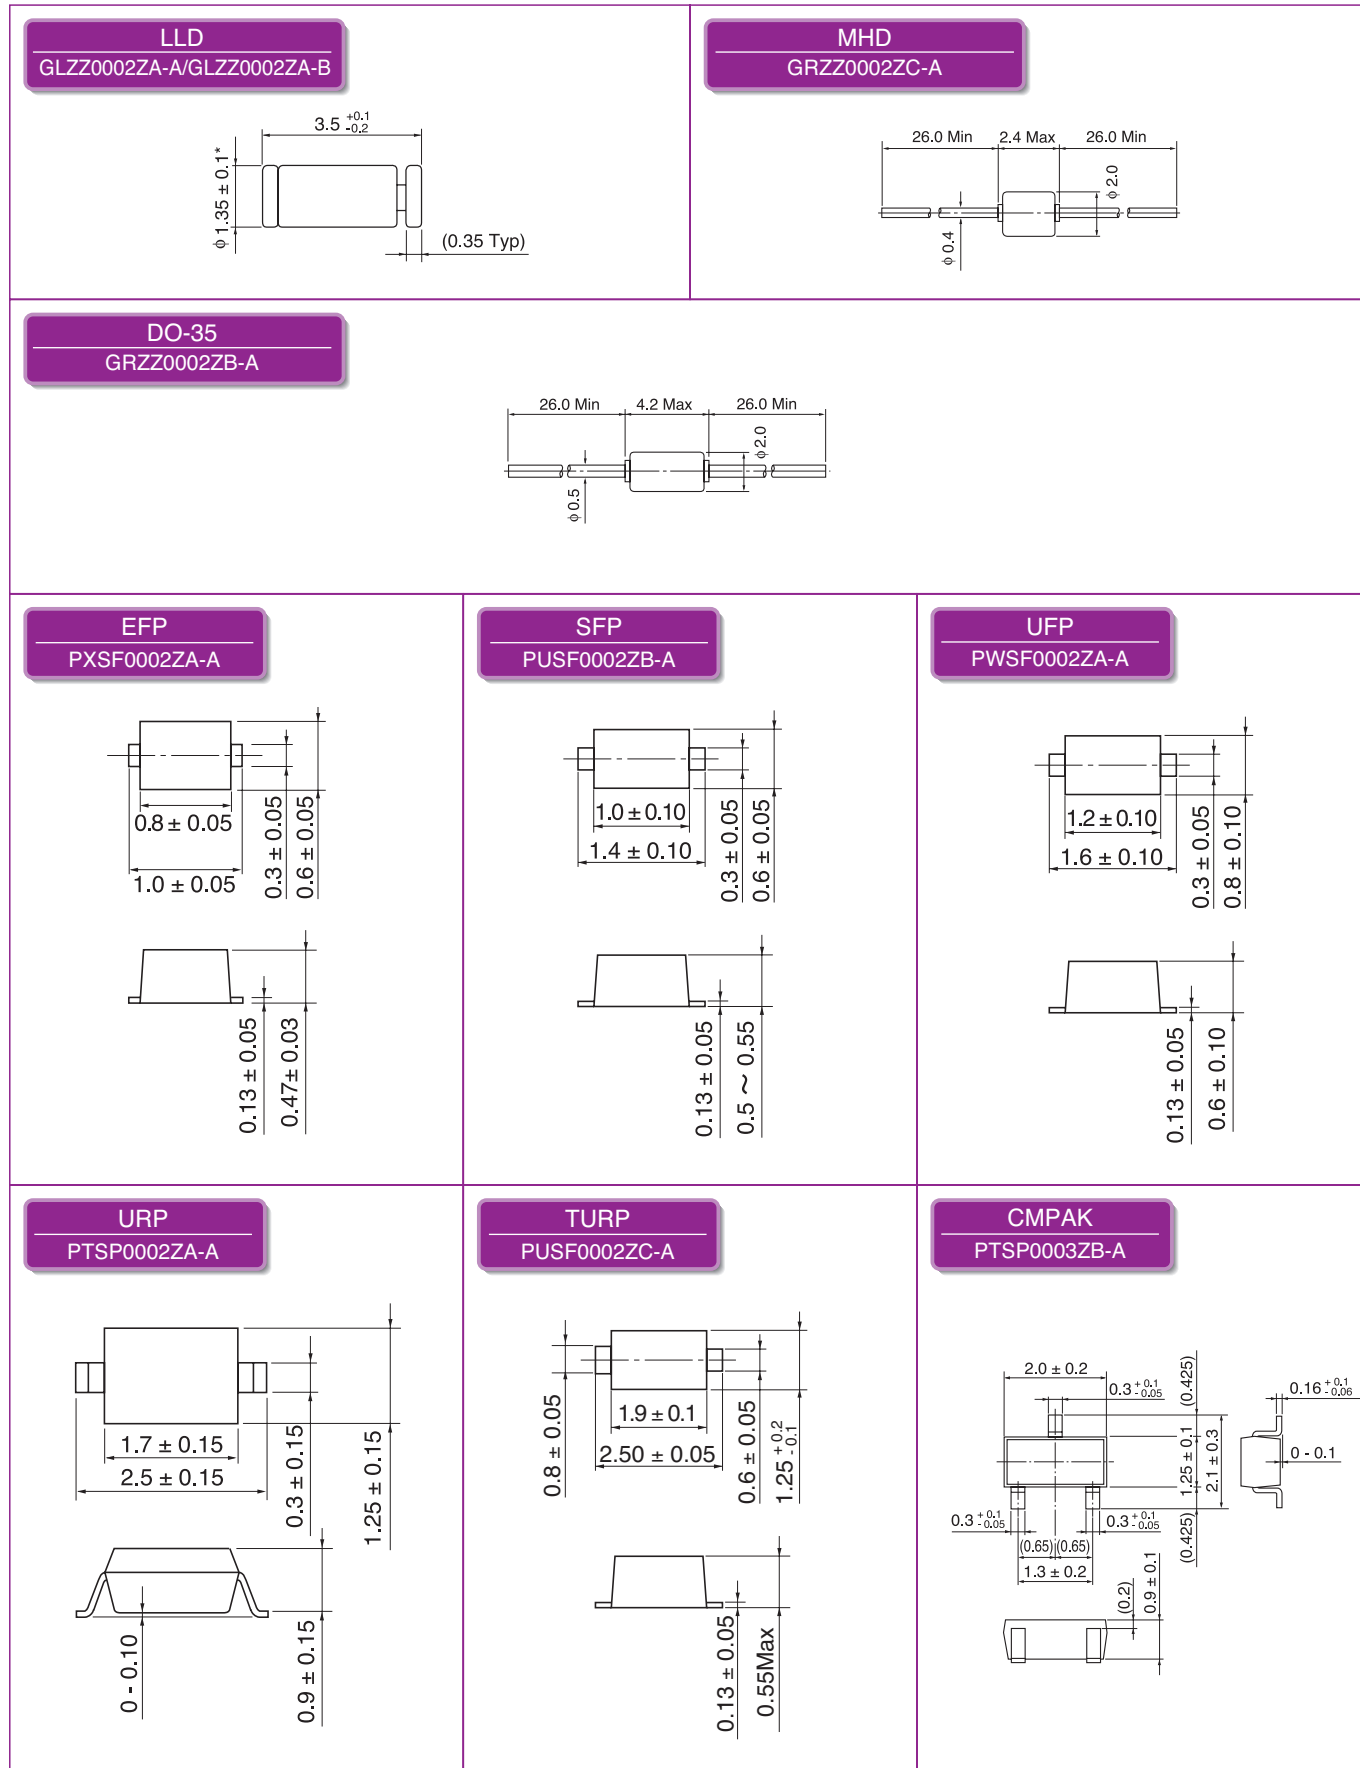 LLD
GLZZ0002ZA-A/GLZZ0002ZA-B
3.5 +0.1 -0.2
ϕ 1.35 ± 0.1*
(0.35 Typ)
MHD
GRZZ0002ZC-A
26.0 Min 2.4 Max 26.0 Min
ϕ 2.0
ϕ 0.4
DO-35
GRZZ0002ZB-A
26.0 Min 4.2 Max 26.0 Min
ϕ 2.0
ϕ 0.5
EFP
PXSF0002ZA-A
0.8 ± 0.05
1.0 ± 0.05
0.3 ± 0.05
0.6 ± 0.05
0.13 ± 0.05
0.47± 0.03
SFP
PUSF0002ZB-A
1.0 ± 0.10
1.4 ± 0.10
0.3 ± 0.05
0.6 ± 0.05
0.13 ± 0.05
0.5 ~ 0.55
UFP
PWSF0002ZA-A
1.2 ± 0.10
1.6 ± 0.10
0.3 ± 0.05
0.8 ± 0.10
0.13 ± 0.05
0.6 ± 0.10
URP
PTSP0002ZA-A
1.7 ± 0.15
2.5 ± 0.15
0.3 ± 0.15
1.25 ± 0.15
0 - 0.10
0.9 ± 0.15
TURP
PUSF0002ZC-A
0.8 ± 0.05
1.9 ± 0.1
2.50 ± 0.05
0.6 ± 0.05
1.25 +0.2 -0.1
0.13 ± 0.05
0.55Max
CMPAK
PTSP0003ZB-A
2.0 ± 0.2
0.3 +0.1 -0.05
(0.425)
0.16 +0.1 -0.06
1.25 ± 0.1
2.1 ± 0.3
0 - 0.1
0.3 +0.1 -0.05
0.3 +0.1 -0.05
(0.425)
(0.65) (0.65)
1.3 ± 0.2
(0.2)
0.9 ± 0.1